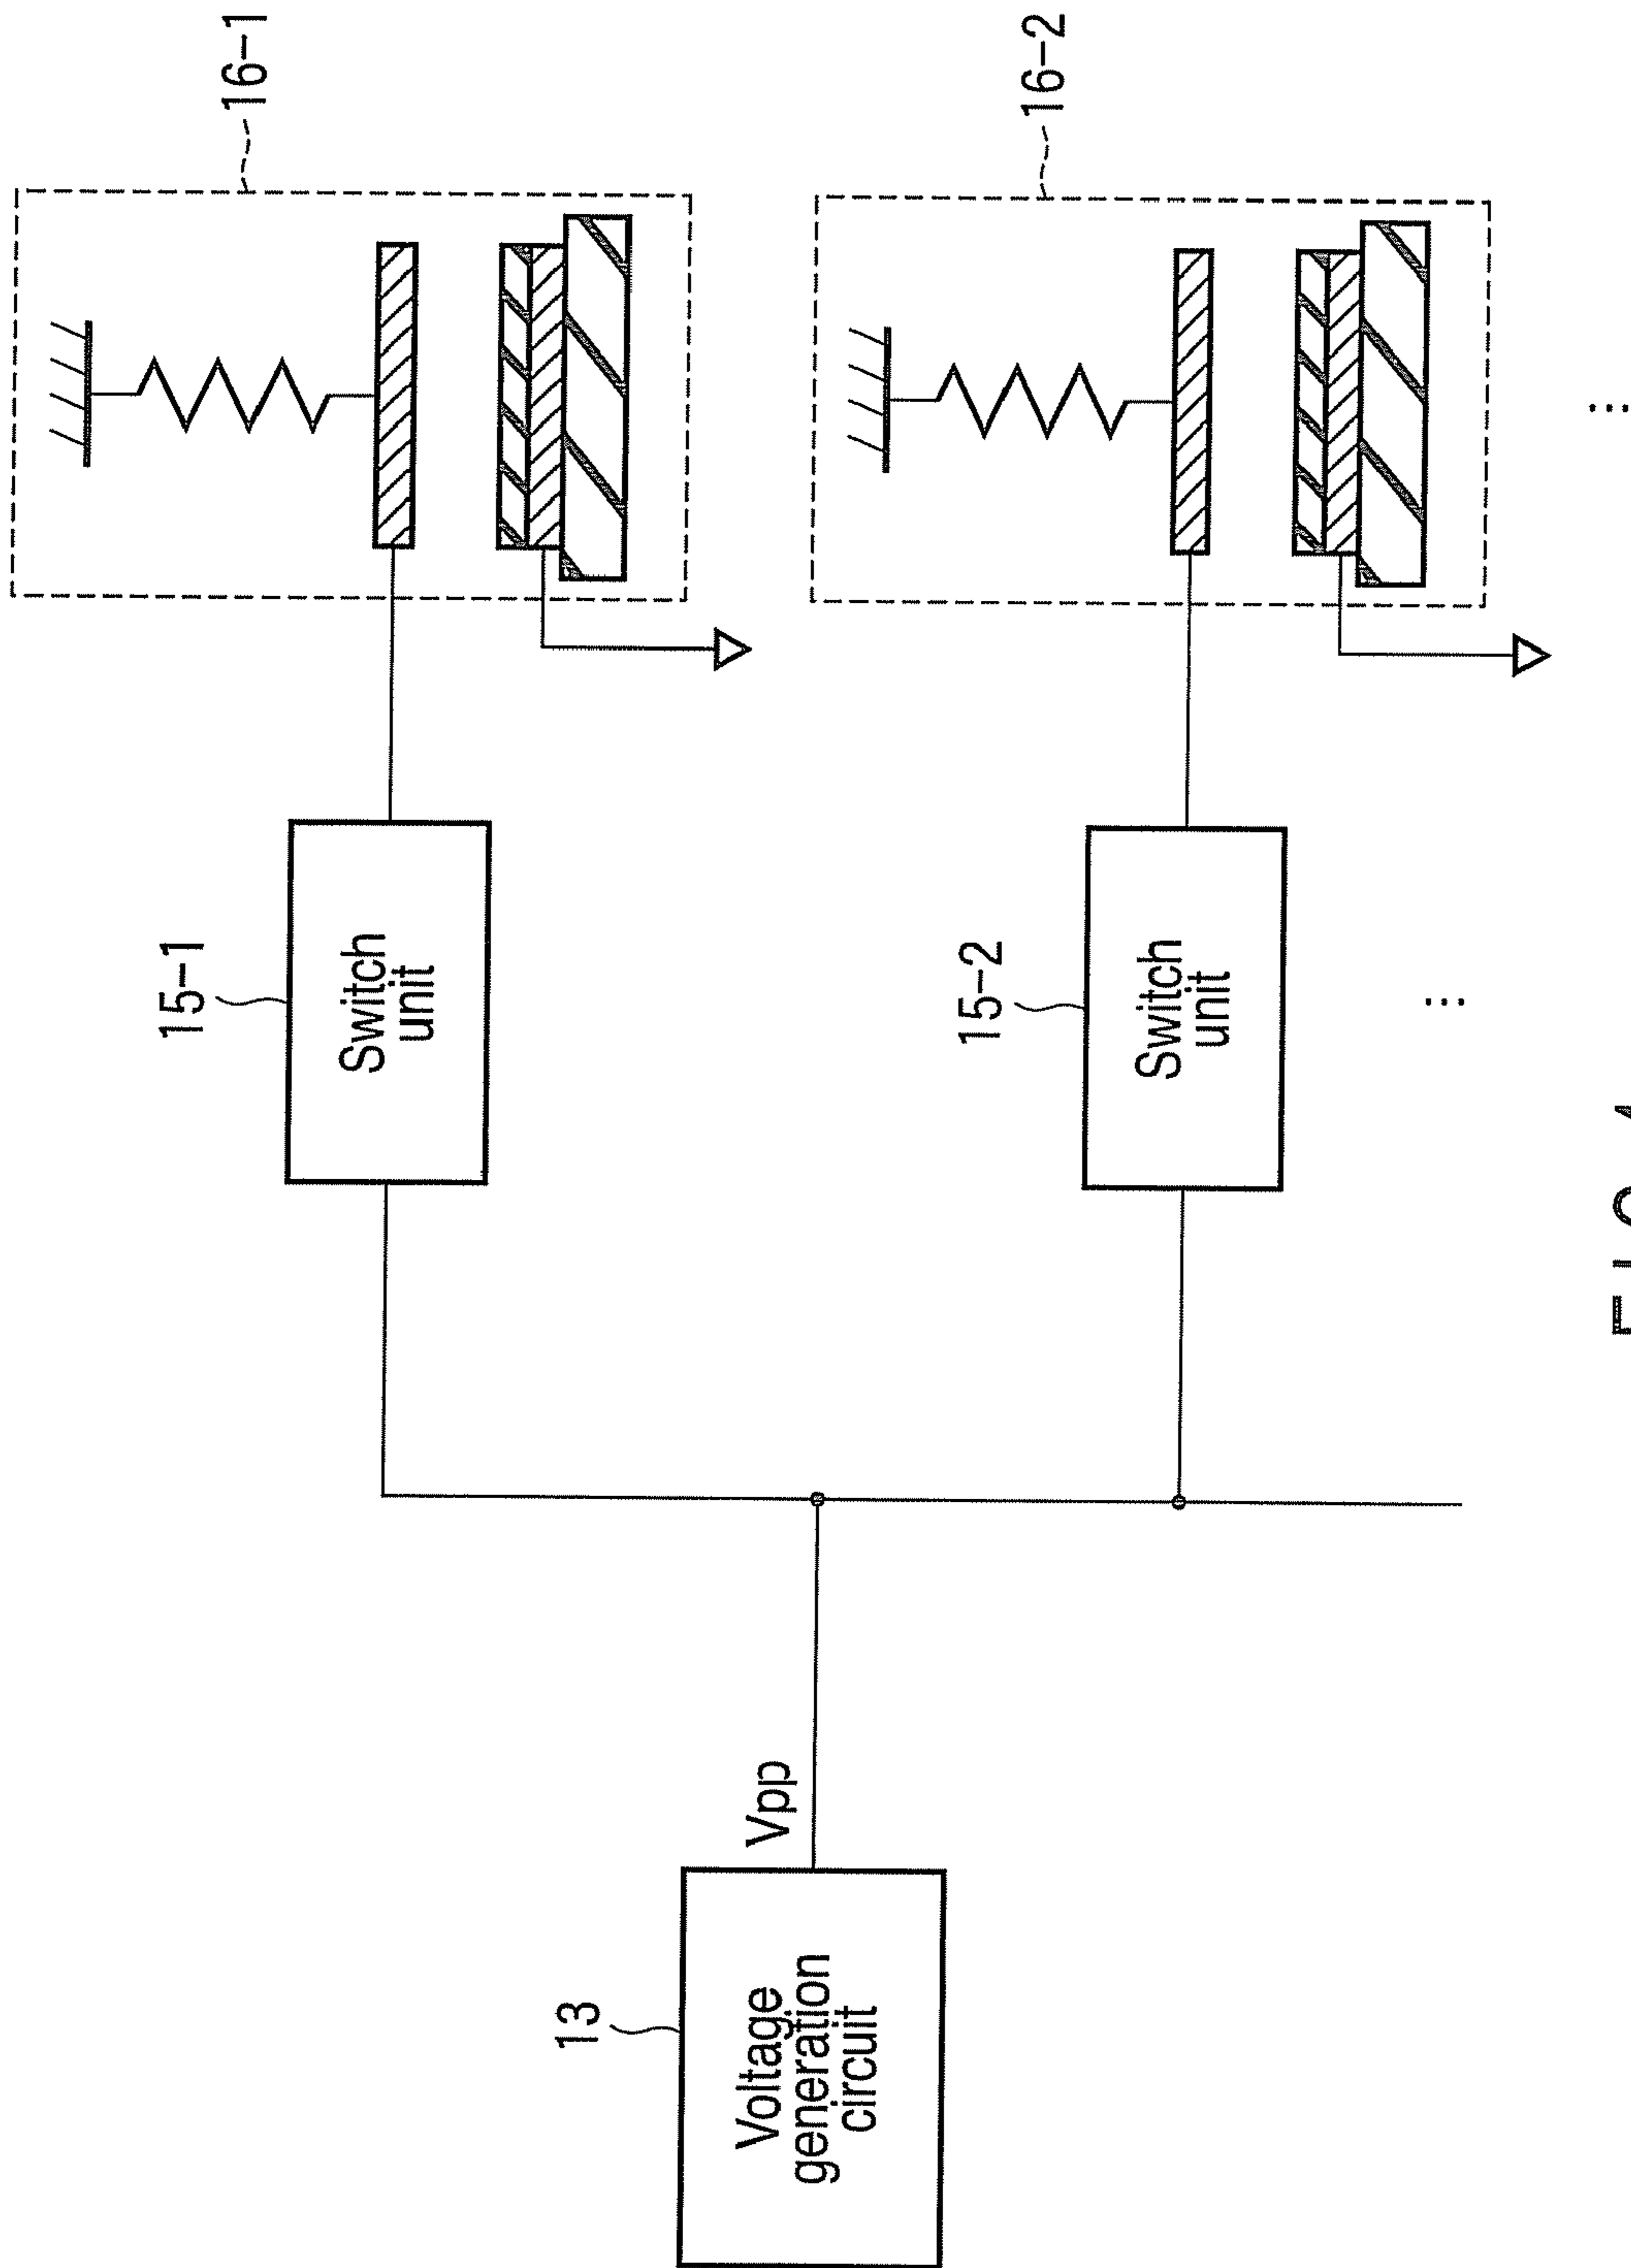 15-1
16-1
Switch
unit
13
Vpp
Voltage
generation
circuit
15-2
16-2
Switch
unit
...
...